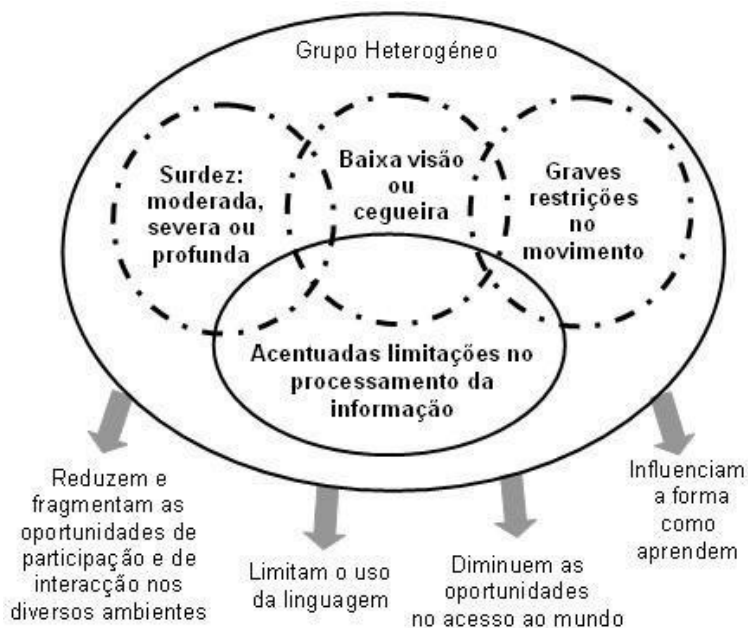 Grupo Heterogéneo
Surdez:
moderada,
severa ou
profunda
Baixa visão
ou
cegueira
Graves
restrições
no
movimento
Acentuadas limitações no
processamento da
informação
Reduzem e
fragmentam as
oportunidades de
participação e de
interacção nos
diversos ambientes
Limitam o uso
da linguagem
Diminuem as
oportunidades
no acesso ao mundo
Influenciam
a forma
como
aprendem